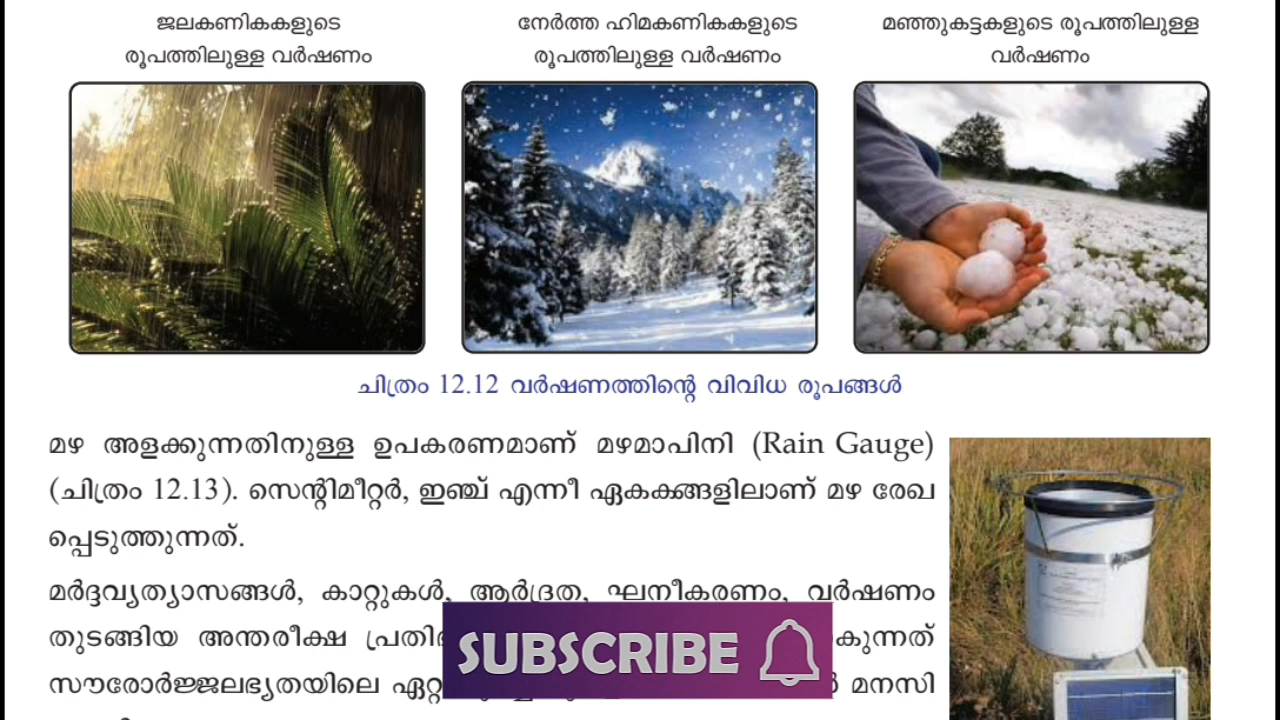 ജലകണികകളുടെ
രൂപത്തിലുള്ള വർഷണം
നേർത്ത ഹിമകണികകളുടെ
രൂപത്തിലുള്ള വർഷണം
മഞ്ഞുകട്ടകളുടെ രൂപത്തിലുള്ള
വർഷണം
ചിത്രം 12.12 വർഷണത്തിന്റെ വിവിധ രൂപങ്ങൾ
മഴ അളക്കുന്നതിനുള്ള ഉപകരണമാണ് മഴമാപിനി (Rain Gauge)
(ചിത്രം 12.13). സെന്റിമീറ്റർ, ഇഞ്ച് എന്നീ ഏകകങ്ങളിലാണ് മഴ രേഖ
പ്പെടുത്തുന്നത്.
മർദ്ദവ്യത്യാസങ്ങൾ, കാറ്റുകൾ, ആർദ്രത, ഘനീകരണം, വർഷണം
തുടങ്ങിയ അന്തരീക്ഷ
സൗരോർജ്ജലഭ്യതയിലെ മനസി
SUBSCRIBE